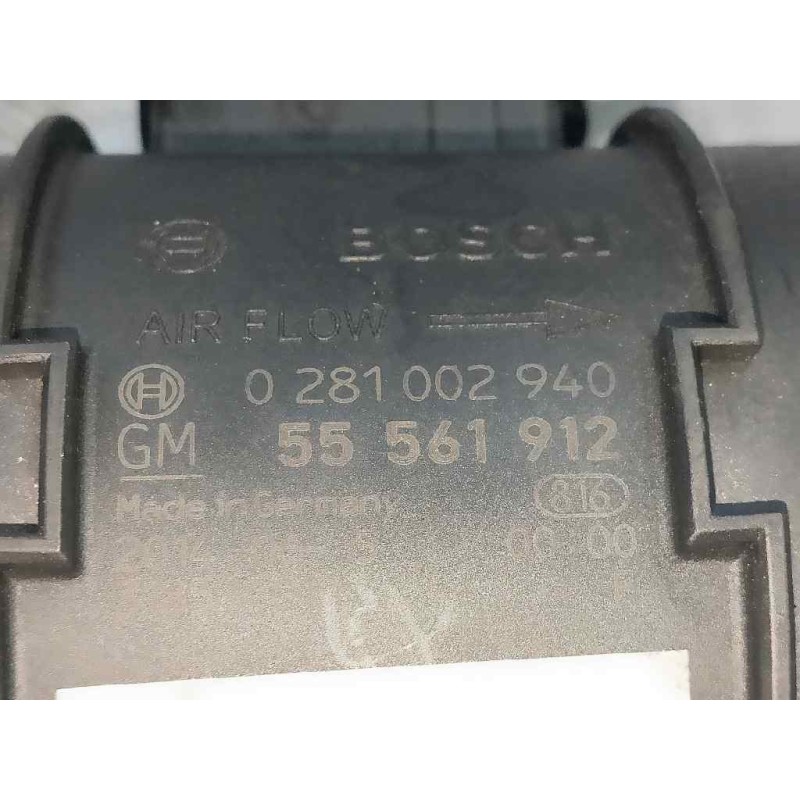 BOSCH
AIR FLOW
0 281 002 940
GM 55 561 912
Made in Germany 816